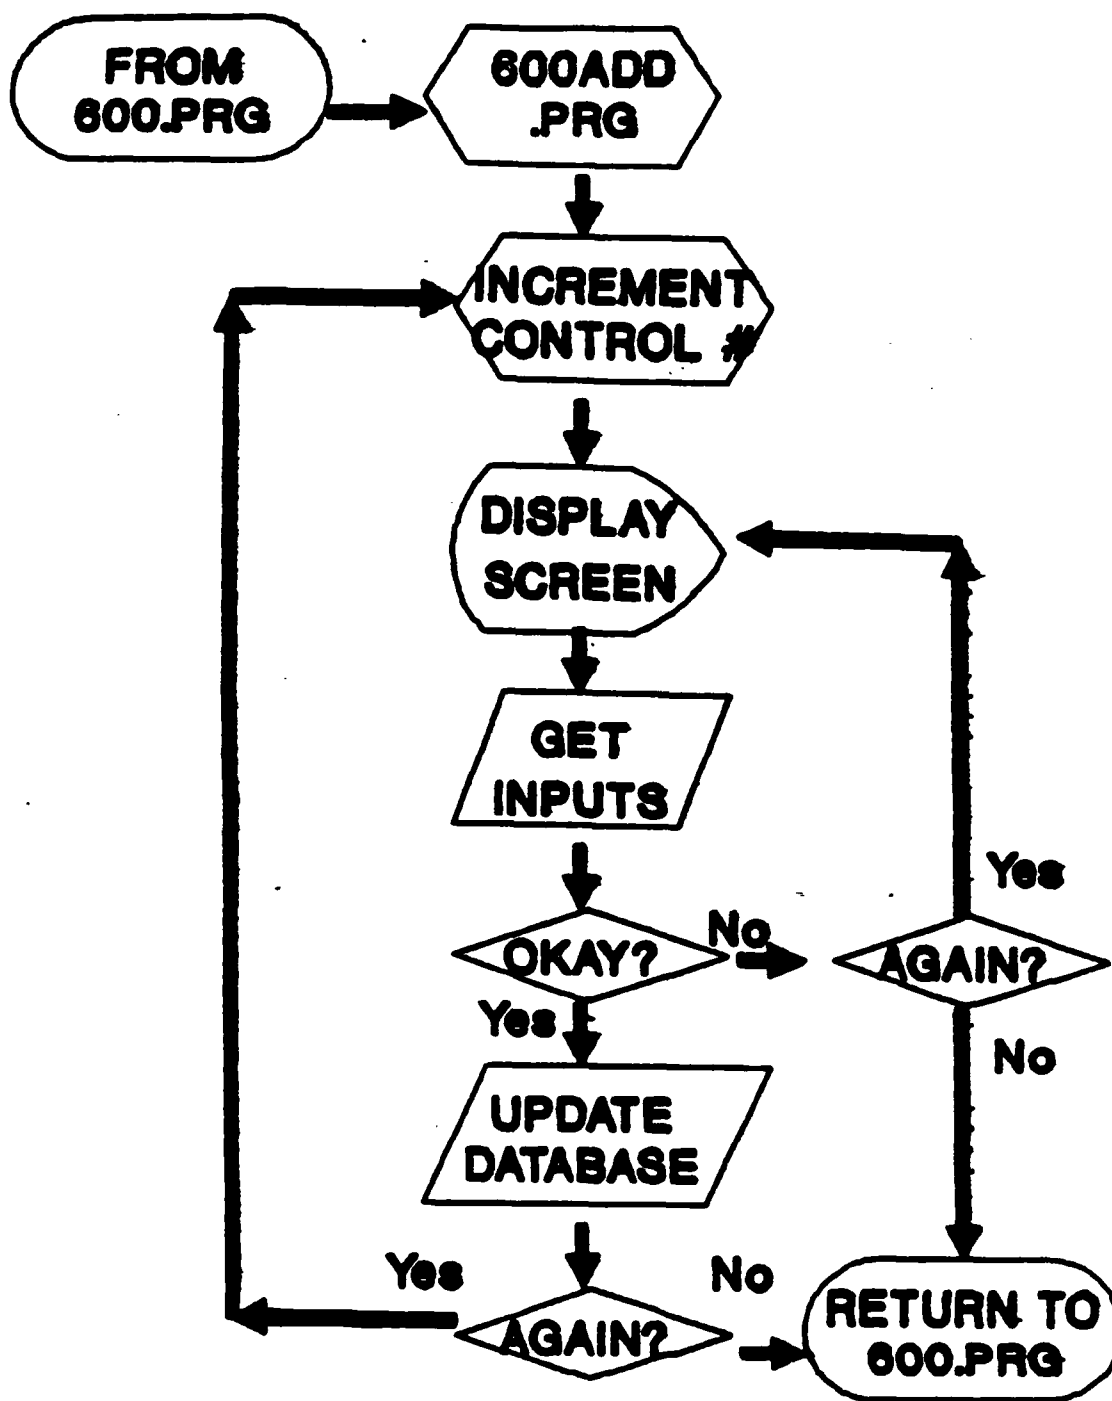 FROM
600.PRG
600ADD
.PRG
INCREMENT
CONTROL #
DISPLAY
SCREEN
GET
INPUTS
Yes
OKAY?
No
AGAIN?
Yes
No
UPDATE
DATABASE
Yes
No
AGAIN?
RETURN TO
600.PRG